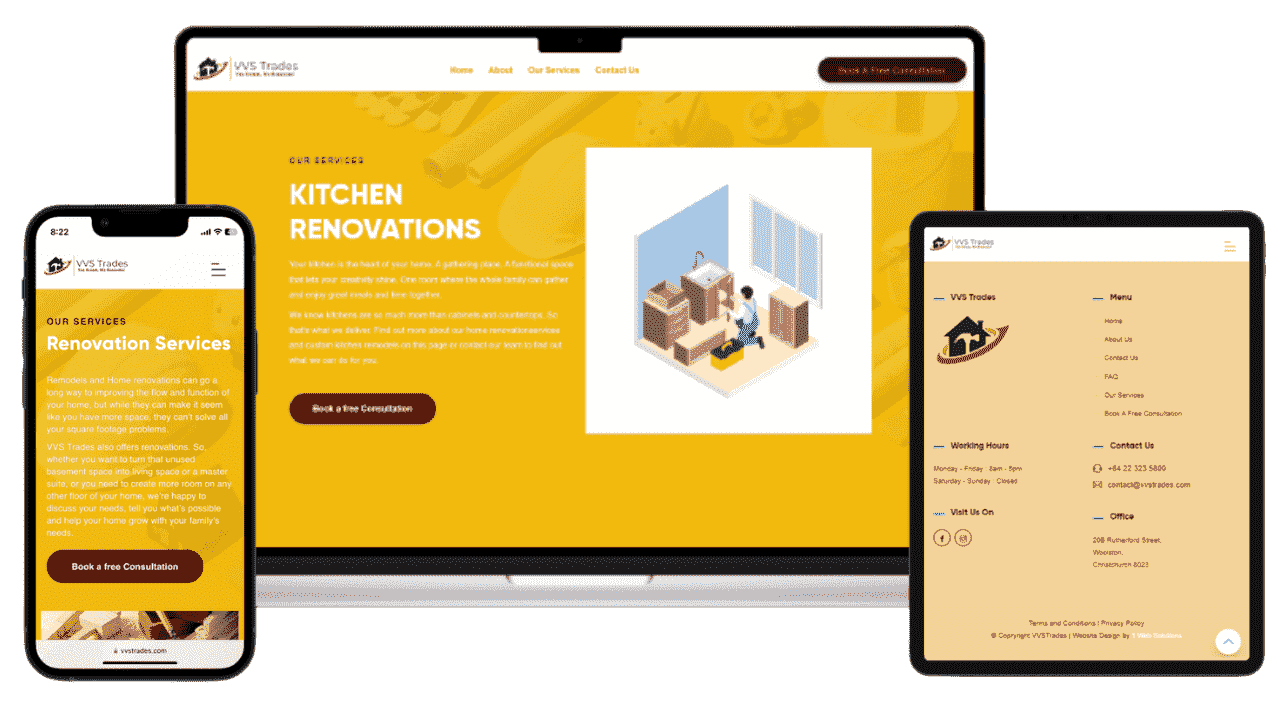 VVS Trades
You Dream, We Remodel
Home About Our Services Contact Us
Book A Free Consultation
OUR SERVICES
KITCHEN
RENOVATIONS
Your kitchen is the heart of your home. A gathering place. A functional space
that lets your creativity shine. One room where the whole family can gather
and enjoy great meals and time together.
We know kitchens are so much more than cabinets and countertops. So
that's what we deliver. Find out more about our home renovationservices
and custom kitchen remodels on this page or contact our team to find out
what we can do for you.
Book a free Consultation
8:22
VVS Trades
You Dream, We Remodel
OUR SERVICES
Renovation Services
Remodels and Home renovations can go a
long way to improving the flow and function of
your home, but while they can make it seem
like you have more space, they can't solve all
your square footage problems.
VVS Trades also offers renovations. So,
whether you want to turn that unused
basement space into living space or a master
suite, or you need to create more room on any
other floor of your home, we're happy to
discuss your needs, tell you what's possible
and help your home grow with your family's
needs.
Book a free Consultation
vvstrades.com
VVS Trades
VVS Trades
Menu
Home
About Us
Contact Us
FAQ
Our Services
Book A Free Consultation
Working Hours
Monday - Friday : 8am - 5pm
Saturday - Sunday : Closed
Visit Us On
Contact Us
+64 22 323 5800
contact@vvstrades.com
Office
20B Rutherford Street,
Woolston,
Christchurch 8023
Terms and Conditions | Privacy Policy
© Copyright VVSTrades | Website Design by Web Solutions